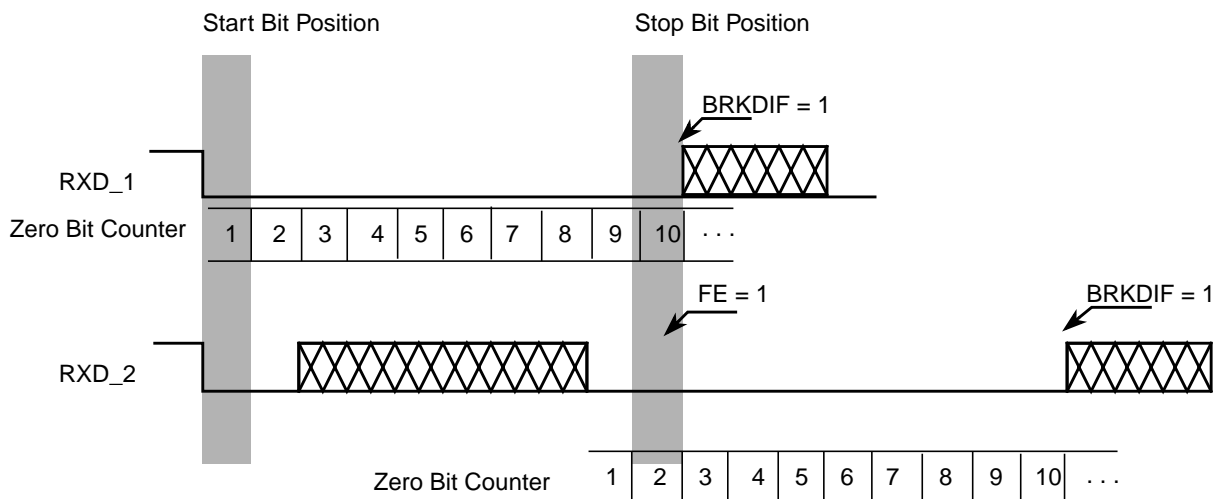 Start Bit Position Stop Bit Position
BRKDIF = 1
RXD_1
Zero Bit Counter 1 2 3 4 5 6 7 8 9 10 . . .
FE = 1 BRKDIF = 1
RXD_2
Zero Bit Counter 1 2 3 4 5 6 7 8 9 10 . . .